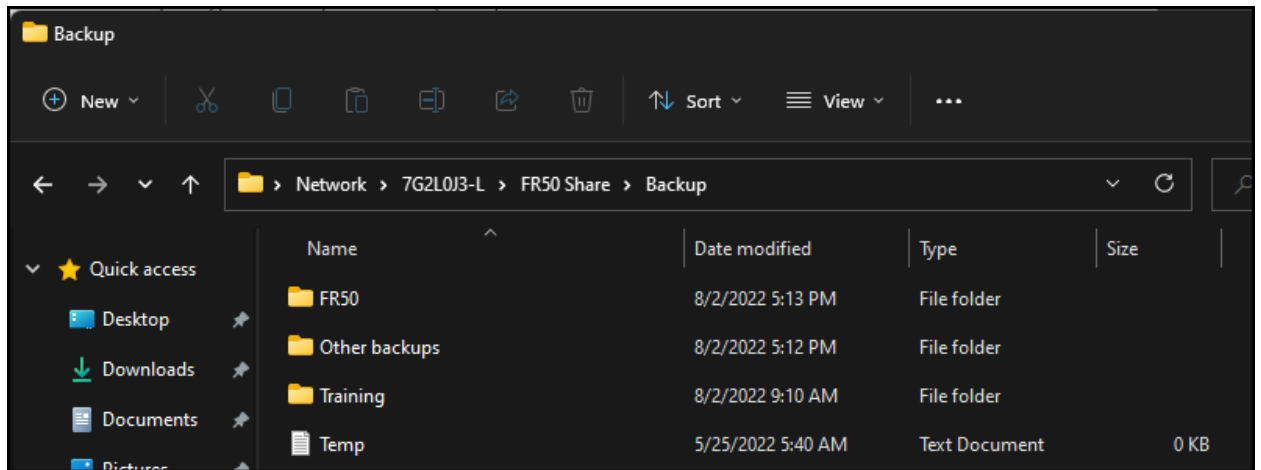 Backup
New
Sort
View
Network > 7G2L0J3-L > FR50 Share > Backup
Name Date modified Type Size
Quick access
FR50 8/2/2022 5:13 PM File folder
Desktop
Other backups 8/2/2022 5:12 PM File folder
Downloads
Training 8/2/2022 9:10 AM File folder
Documents
Temp 5/25/2022 5:40 AM Text Document 0 KB
Pictures